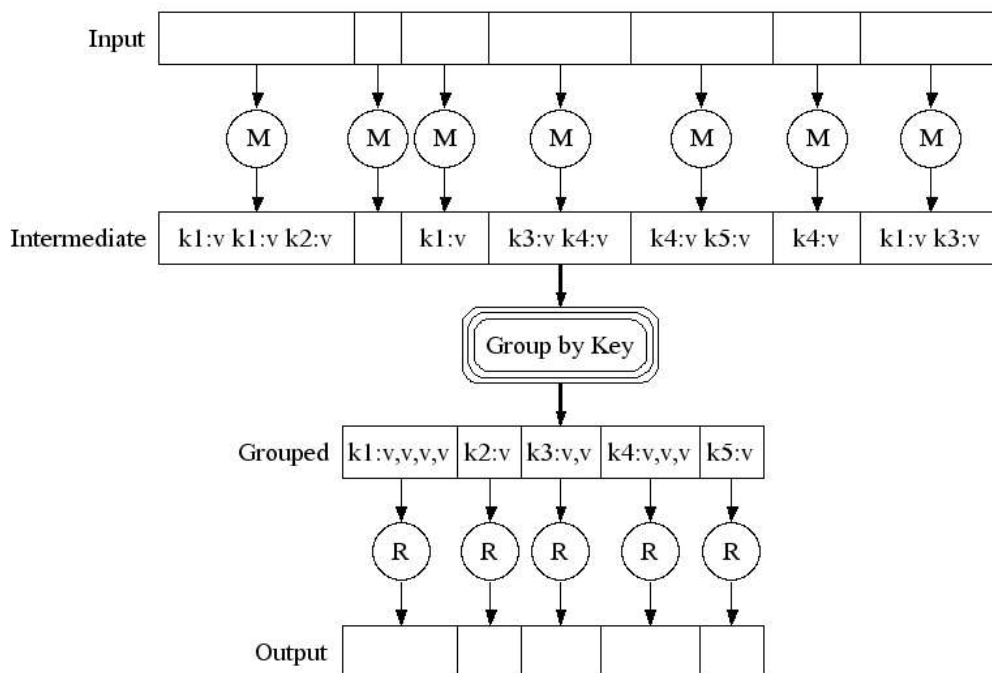 Input
M M M M M M M
Intermediate k1:v k1:v k2:v k1:v k3:v k4:v k4:v k5:v k4:v k1:v k3:v
Group by Key
Grouped k1:v,v,v,v k2:v k3:v,v k4:v,v,v k5:v
R R R R R
Output